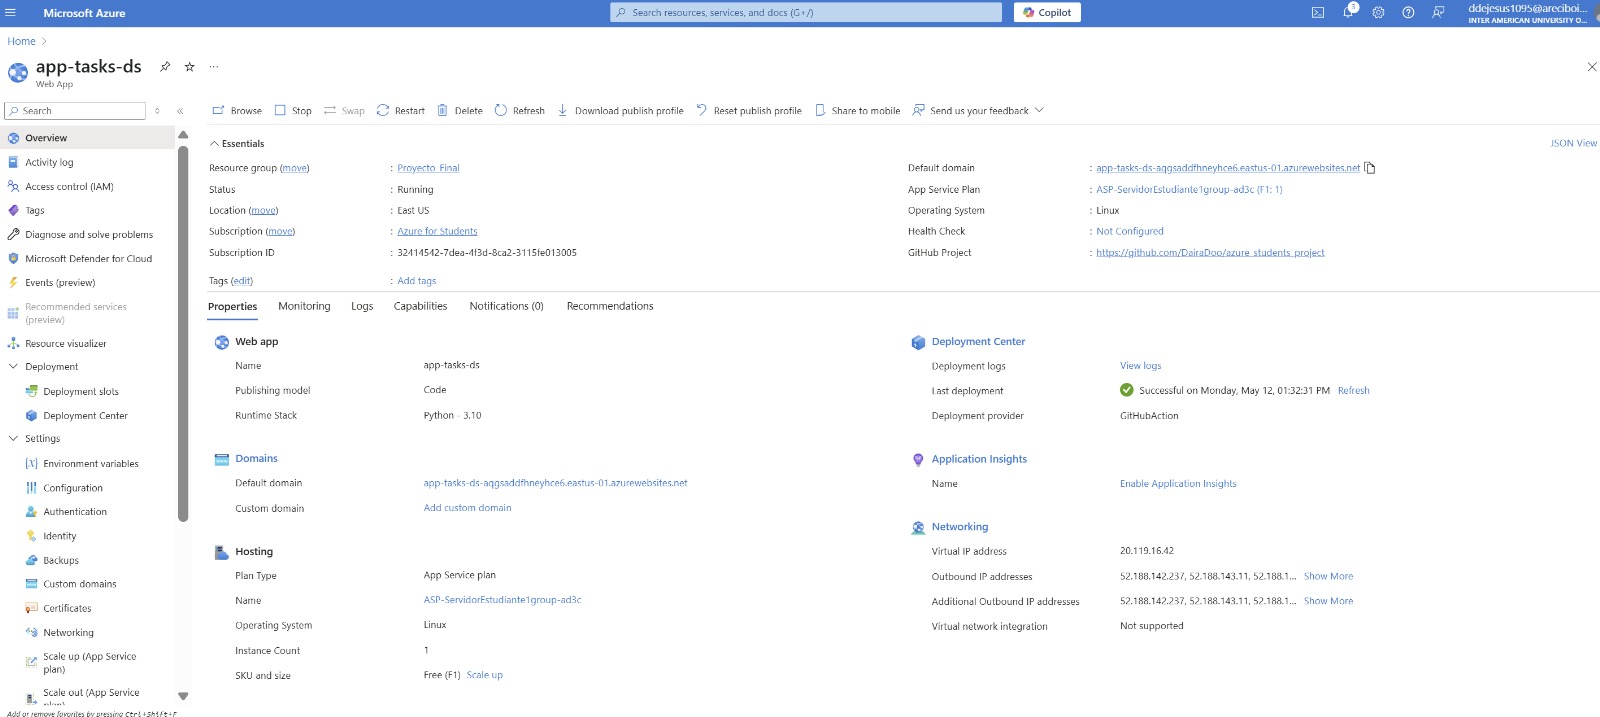 Microsoft Azure
Search resources, services, and docs (G+/)
Copilot
3
ddejesus1095@areciboi...
INTER AMERICAN UNIVERSITY O...
Home
app-tasks-ds
Web App
Search
Browse Stop Swap Restart Delete Refresh Download publish profile Reset publish profile Share to mobile Send us your feedback
Overview
Activity log
Access control (IAM)
Tags
Diagnose and solve problems
Microsoft Defender for Cloud
Events (preview)
Recommended services
(preview)
Resource visualizer
Deployment
Deployment slots
Deployment Center
Settings
Environment variables
Configuration
Authentication
Identity
Backups
Custom domains
Certificates
Networking
Scale up (App Service
plan)
Scale out (App Service
plan)
Add or remove favorites by pressing Ctrl+Shift+F
Essentials
JSON View
Resource group (move) : Proyecto_Final
Status : Running
Location (move) : East US
Subscription (move) : Azure for Students
Subscription ID : 32414542-7dea-4f3d-8ca2-3115fe013005
Tags (edit) : Add tags
Default domain : app-tasks-ds-aqgsaddfhneyhce6.eastus-01.azurewebsites.net
App Service Plan : ASP-ServidorEstudiante1group-ad3c (F1: 1)
Operating System : Linux
Health Check : Not Configured
GitHub Project : https://github.com/DairaDoo/azure_students_project
Properties Monitoring Logs Capabilities Notifications (0) Recommendations
Web app
Name app-tasks-ds
Publishing model Code
Runtime Stack Python - 3.10
Domains
Default domain app-tasks-ds-aqgsaddfhneyhce6.eastus-01.azurewebsites.net
Custom domain Add custom domain
Hosting
Plan Type App Service plan
Name ASP-ServidorEstudiante1group-ad3c
Operating System Linux
Instance Count 1
SKU and size Free (F1) Scale up
Deployment Center
Deployment logs View logs
Last deployment Successful on Monday, May 12, 01:32:31 PM Refresh
Deployment provider GitHubAction
Application Insights
Name Enable Application Insights
Networking
Virtual IP address 20.119.16.42
Outbound IP addresses 52.188.142.237, 52.188.143.11, 52.188.1... Show More
Additional Outbound IP addresses 52.188.142.237, 52.188.143.11, 52.188.1... Show More
Virtual network integration Not supported